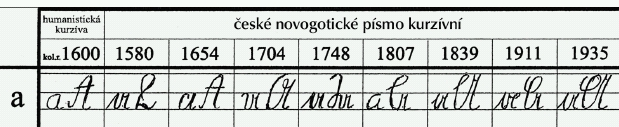 humanistická
kurzíva
české novogotické písmo kurzívní
kol.r.1600 1580 1654 1704 1748 1807 1839 1911 1935
a a A